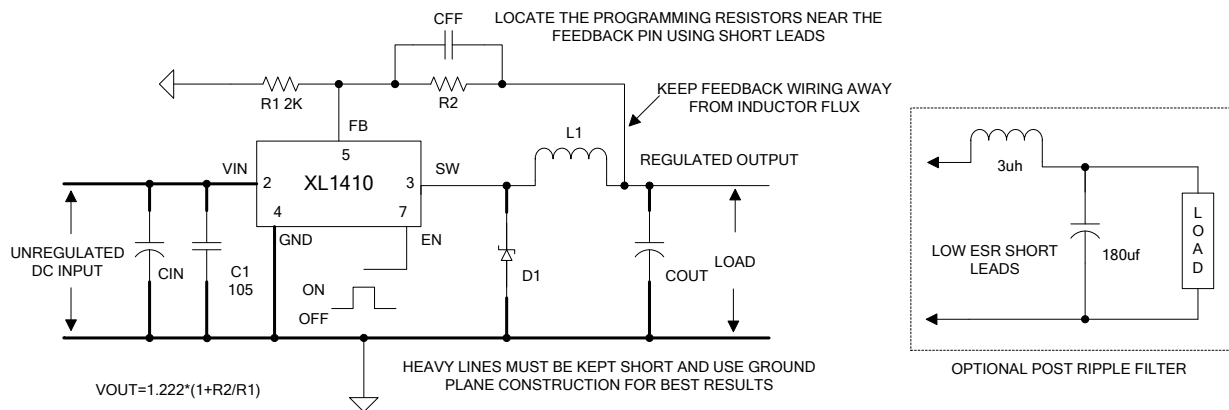 CFF
LOCATE THE PROGRAMMING RESISTORS NEAR THE
FEEDBACK PIN USING SHORT LEADS
R1 2K
R2
KEEP FEEDBACK WIRING AWAY
FROM INDUCTOR FLUX
FB
5
L1
VIN
2
XL1410
3
SW
REGULATED OUTPUT
4
7
GND
EN
UNREGULATED
DC INPUT
CIN
C1
105
ON
OFF
D1
COUT
LOAD
HEAVY LINES MUST BE KEPT SHORT AND USE GROUND
PLANE CONSTRUCTION FOR BEST RESULTS
VOUT=1.222*(1+R2/R1)
3uh
LOW ESR SHORT
LEADS
180uf
LOAD
OPTIONAL POST RIPPLE FILTER